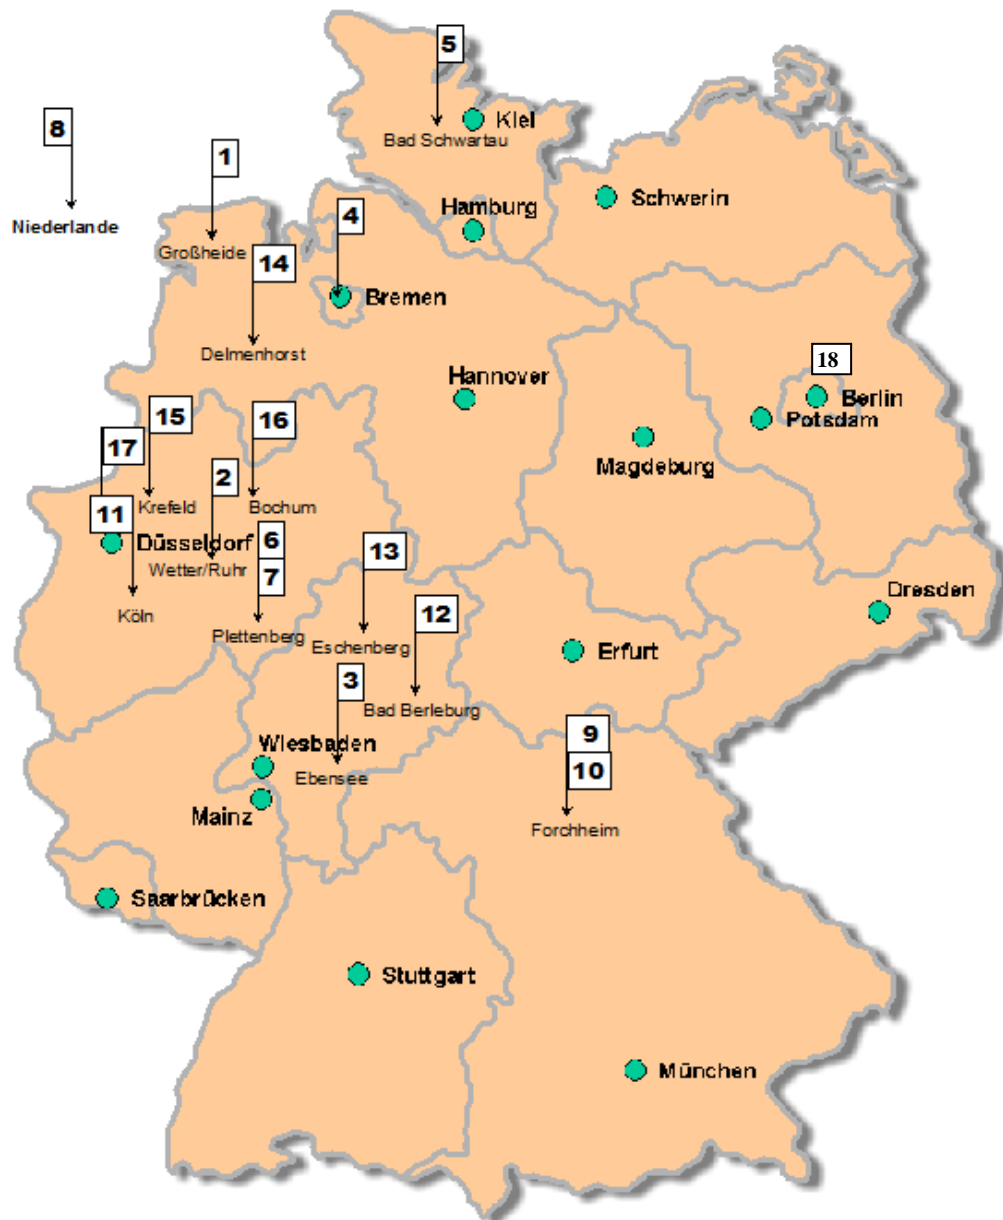 5
8
Kiel
Bad Schwartau
1
Schwerin
Hamburg
4
Niederlande
Großheide
14
Bremen
Delmenhorst
18
Hannover
Berlin
15
16
Potsdam
17
Magdeburg
2
Krefeld
Bochum
11
6
Düsseldorf
13
Wetter/Ruhr
7
Dresden
Köln
12
Plettenberg
Eschenberg
Erfurt
3
Bad Berleburg
9
Wiesbaden
10
Ebensee
Mainz
Forchheim
Saarbrücken
Stuttgart
München